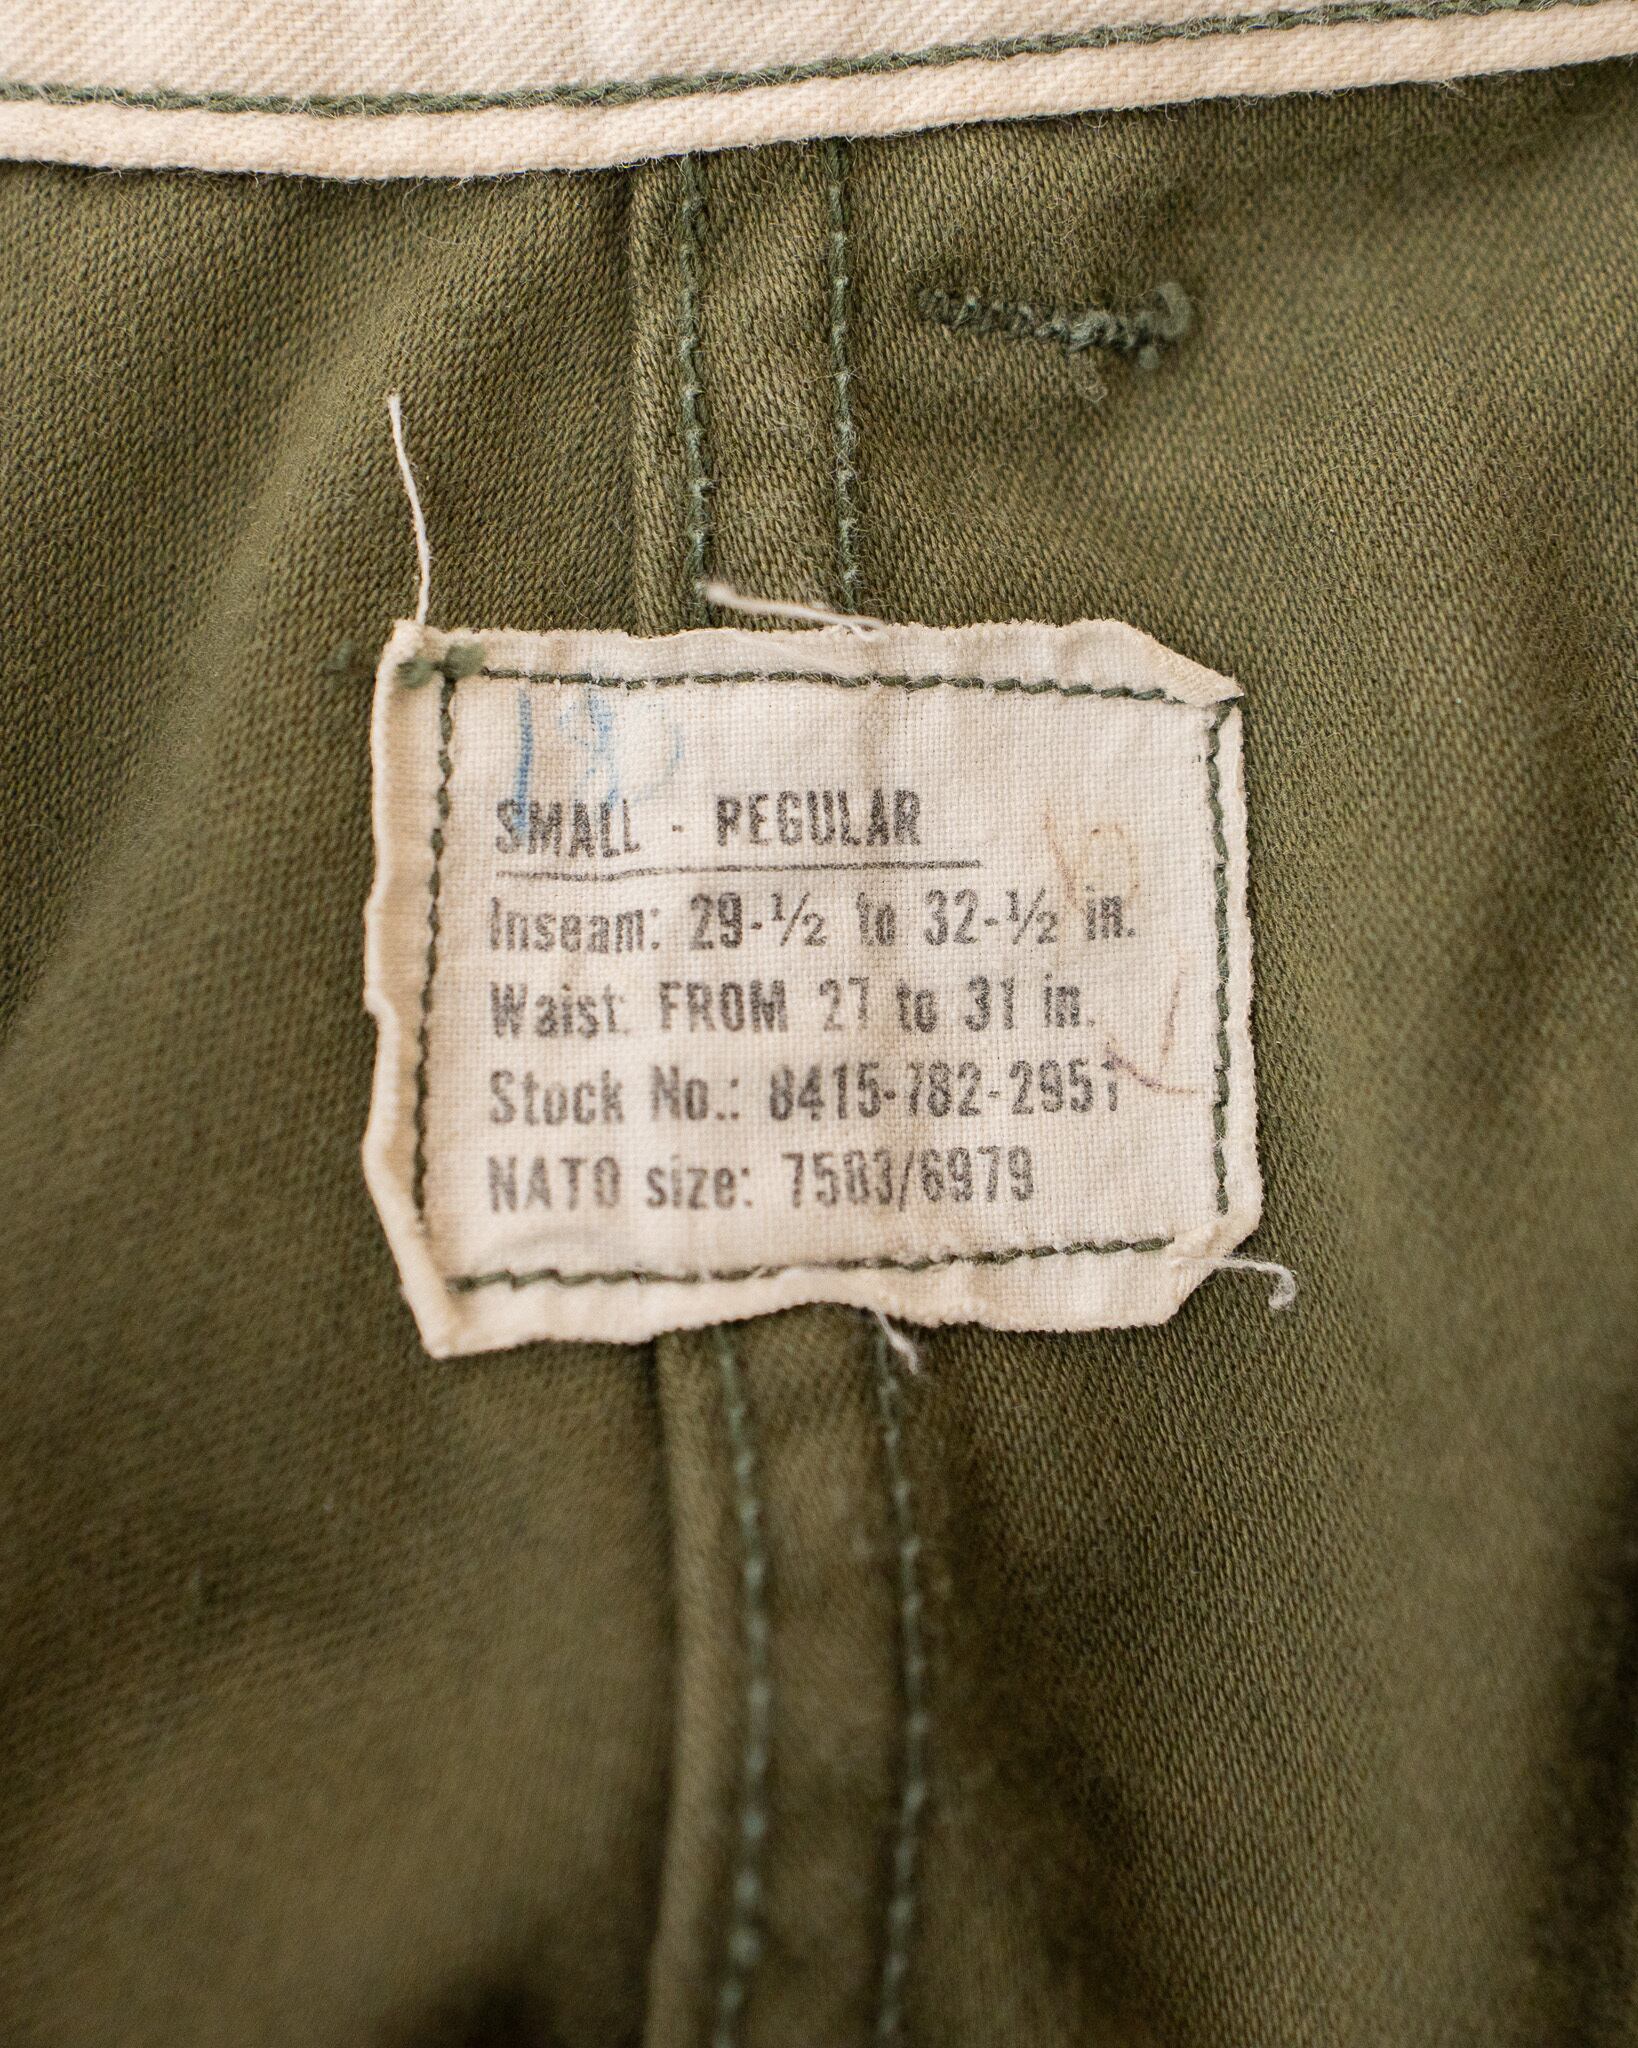 SMALL - REGULAR
Inseam: 29-½ to 32-½ in.
Waist: FROM 27 to 31 in.
Stock No.: 8415-782-2951
NATO size: 7583/6979